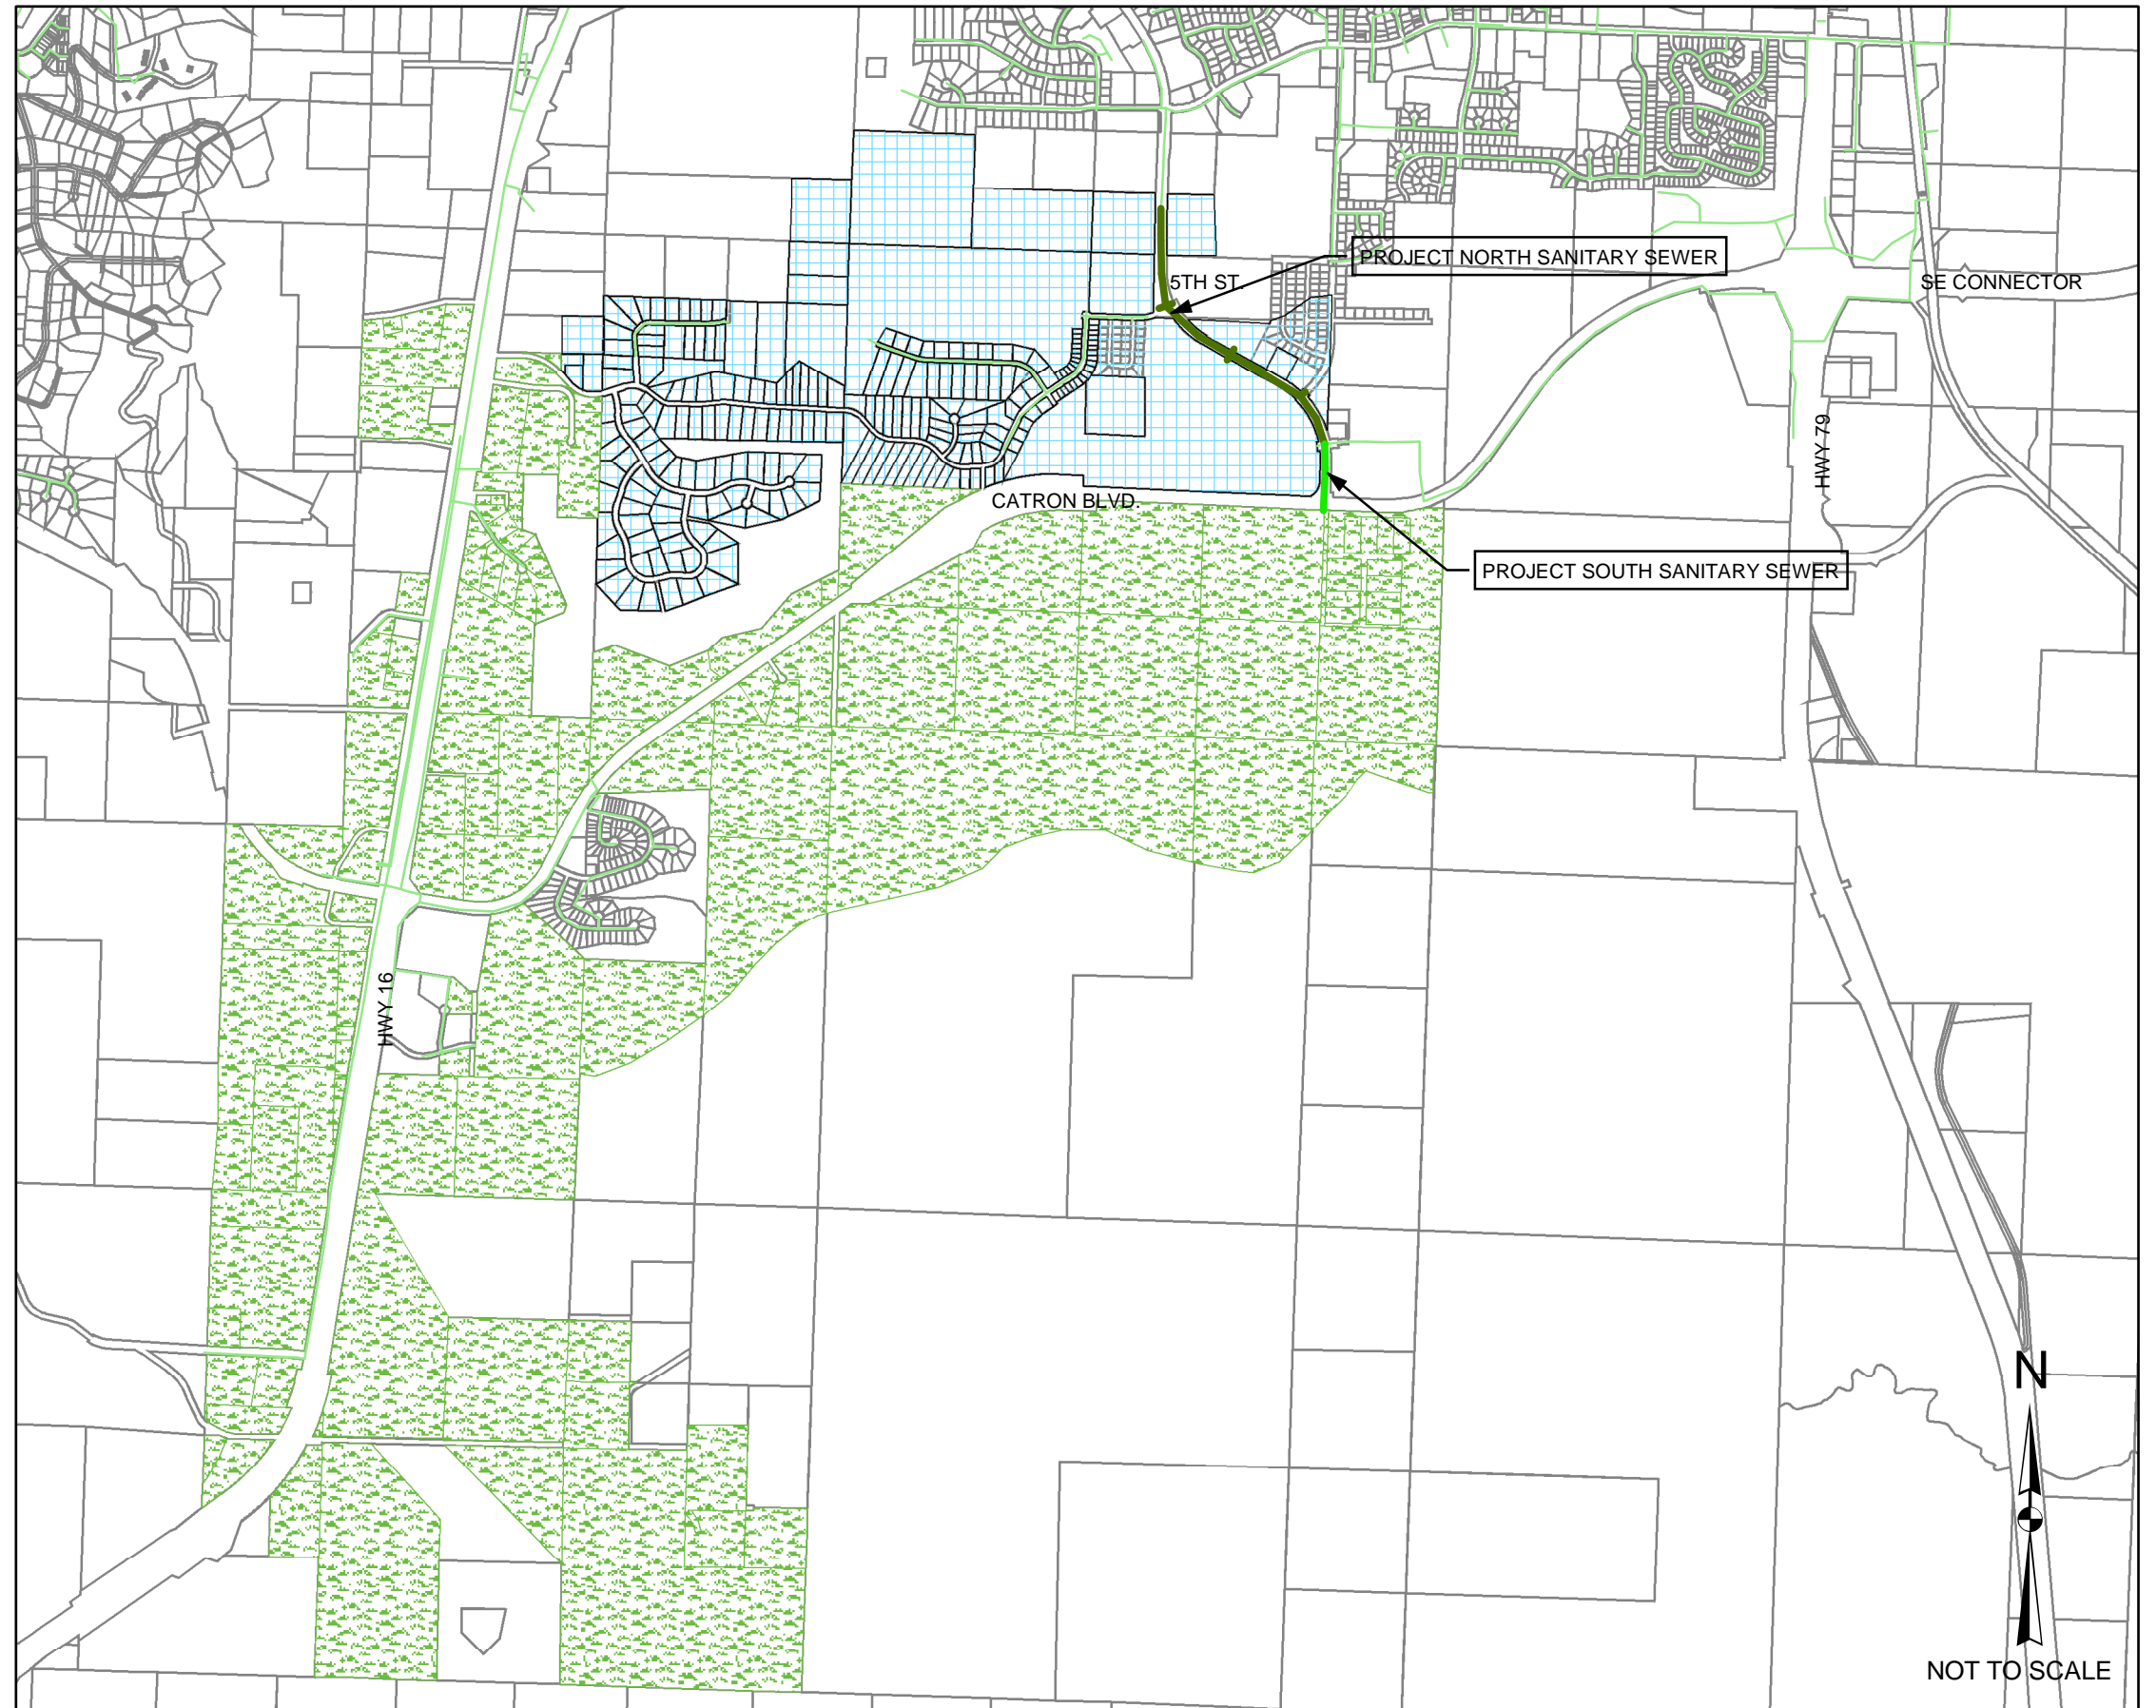 PROJECT NORTH SANITARY SEWER
5TH ST.
SE CONNECTOR
HWY 79
CATRON BLVD.
PROJECT SOUTH SANITARY SEWER
HWY 16
N
NOT TO SCALE